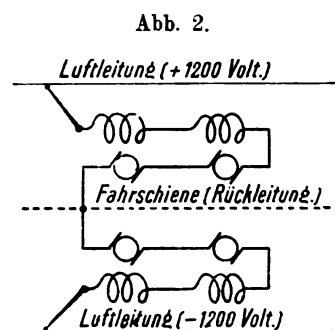 Abb. 2.
Luftleitung (+ 1200 Volt.)
Fahrschiene (Rückleitung.)
Luftleitung (− 1200 Volt.)